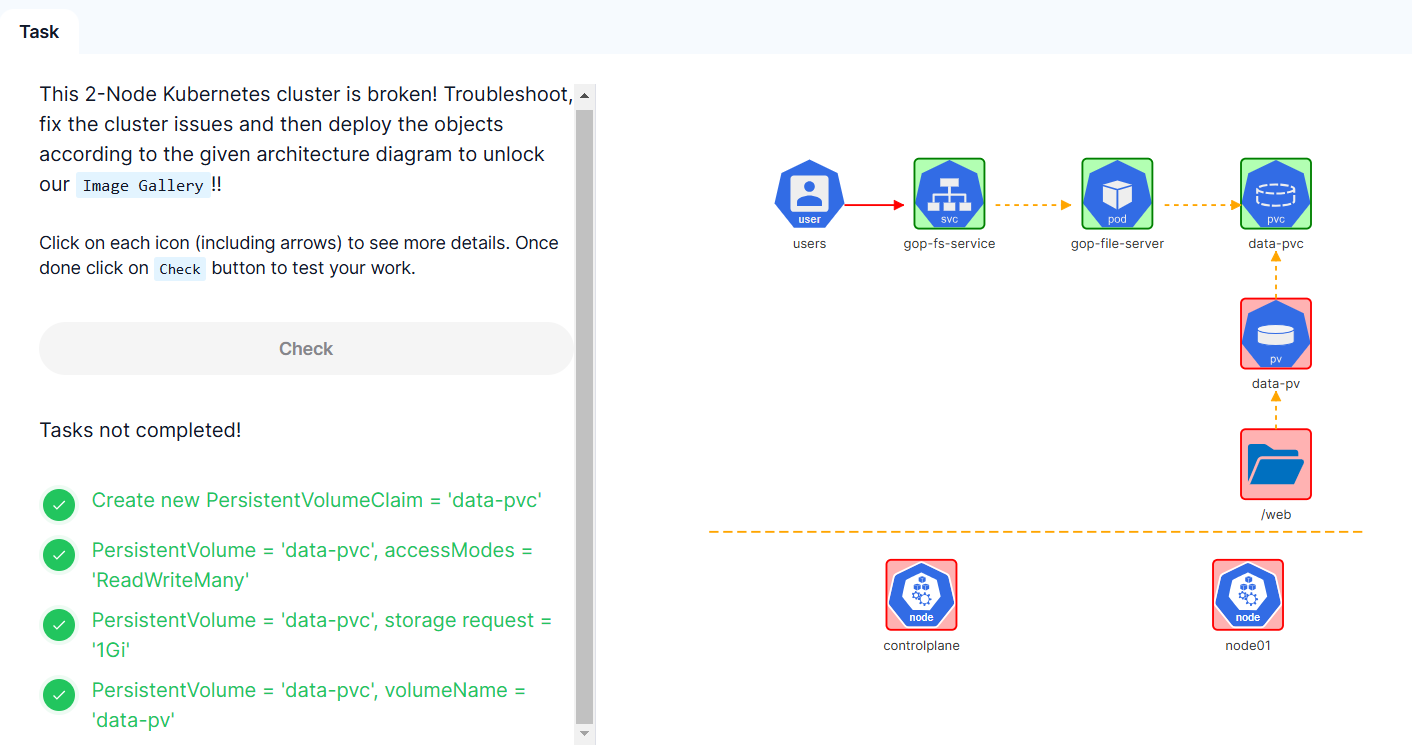 Task
This 2-Node Kubernetes cluster is broken! Troubleshoot,
fix the cluster issues and then deploy the objects
according to the given architecture diagram to unlock
our Image Gallery !!
Click on each icon (including arrows) to see more details. Once
done click on Check button to test your work.
Check
Tasks not completed!
Create new PersistentVolumeClaim = 'data-pvc'
PersistentVolume = 'data-pvc', accessModes =
'ReadWriteMany'
PersistentVolume = 'data-pvc', storage request =
'1Gi'
PersistentVolume = 'data-pvc', volumeName =
'data-pv'
user
svc
pod
pvc
users
gop-fs-service
gop-file-server
data-pvc
pv
data-pv
/web
node
node
controlplane
node01